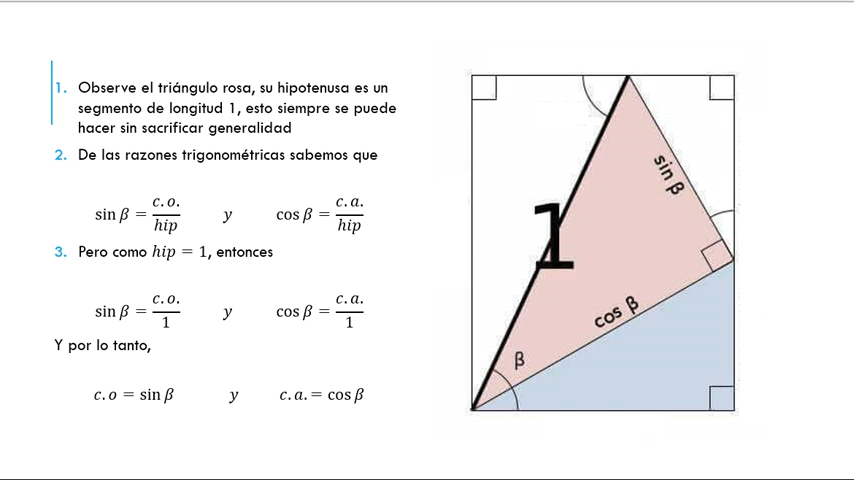 1. Observe el triángulo rosa, su hipotenusa es un
segmento de longitud 1, esto siempre se puede
hacer sin sacrificar generalidad
2. De las razones trigonométricas sabemos que
sin β = c.o./hip y cos β = c.a./hip
3. Pero como hip = 1, entonces
sin β = c.o./1 y cos β = c.a./1
Y por lo tanto,
c.o = sin β y c.a. = cos β
sin β
1
cos β
β